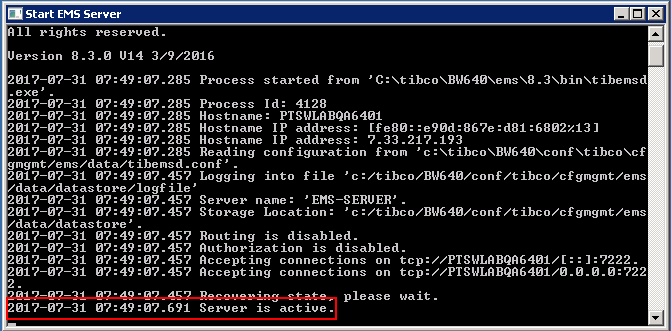 Start EMS Server
All rights reserved.
Version 8.3.0 V14 3/9/2016
2017-07-31 07:49:07.285 Process started from 'C:\tibco\BW640\ems\8.3\bin\tibemsd
.exe'.
2017-07-31 07:49:07.285 Process Id: 4128
2017-07-31 07:49:07.285 Hostname: PTSWLABQA6401
2017-07-31 07:49:07.285 Hostname IP address: [fe80::e90d:867e:d81:6802%13]
2017-07-31 07:49:07.285 Hostname IP address: 7.33.217.193
2017-07-31 07:49:07.285 Reading configuration from 'c:\tibco\BW640\conf\tibco\cf
gmgmt/ems/data/tibemsd.conf'.
2017-07-31 07:49:07.457 Logging into file 'c:/tibco/BW640/conf/tibco/cfgmgmt/ems
/data/datastore/logfile'
2017-07-31 07:49:07.457 Server name: 'EMS-SERVER'.
2017-07-31 07:49:07.457 Storage Location: 'c:/tibco/BW640/conf/tibco/cfgmgmt/ems
/data/datastore'.
2017-07-31 07:49:07.457 Routing is disabled.
2017-07-31 07:49:07.457 Authorization is disabled.
2017-07-31 07:49:07.457 Accepting connections on tcp://PTSWLABQA6401/[::]:7222.
2017-07-31 07:49:07.457 Accepting connections on tcp://PTSWLABQA6401/0.0.0.0:722
2.
2017-07-31 07:49:07.457 Recovering state, please wait.
2017-07-31 07:49:07.691 Server is active.